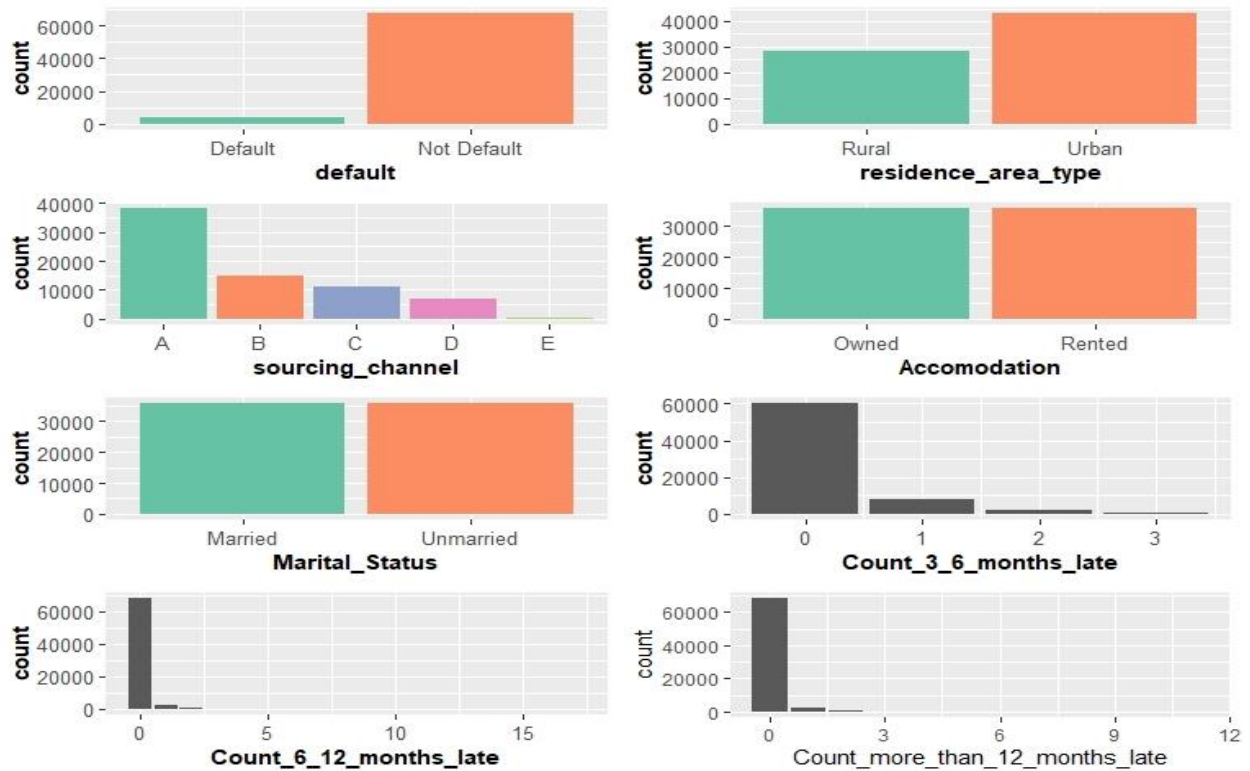 count
60000
40000
20000
0
Default Not Default
default
count
40000
30000
20000
10000
0
Rural Urban
residence_area_type
count
40000
30000
20000
10000
0
A B C D E
sourcing_channel
count
30000
20000
10000
0
Owned Rented
Accomodation
count
30000
20000
10000
0
Married Unmarried
Marital_Status
count
60000
40000
20000
0
0 1 2 3
Count_3_6_months_late
count
60000
40000
20000
0
0 5 10 15
Count_6_12_months_late
count
60000
40000
20000
0
0 3 6 9 12
Count_more_than_12_months_late